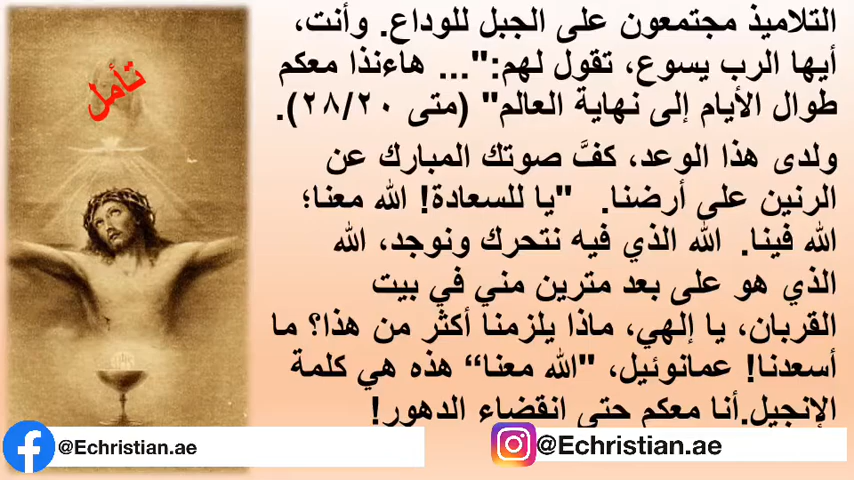 تأمل
التلاميذ مجتمعون على الجبل للوداع. وأنت،
أيها الرب يسوع، تقول لهم:"... هاءنذا معكم
طوال الأيام إلى نهاية العالم" (متى ٢٨/٢٠).
ولدى هذا الوعد، كفَّ صوتك المبارك عن
الرنين على أرضنا. "يا للسعادة! الله معنا؛
الله فينا. الله الذي فيه نتحرك ونوجد، الله
الذي هو على بعد مترين مني في بيت
القربان، يا إلهي، ماذا يلزمنا أكثر من هذا؟ ما
أسعدنا! عمانوئيل، "الله معنا“ هذه هي كلمة
الإنجيل.أنا معكم حتى انقضاء الدهور!
@Echristian.ae
@Echristian.ae